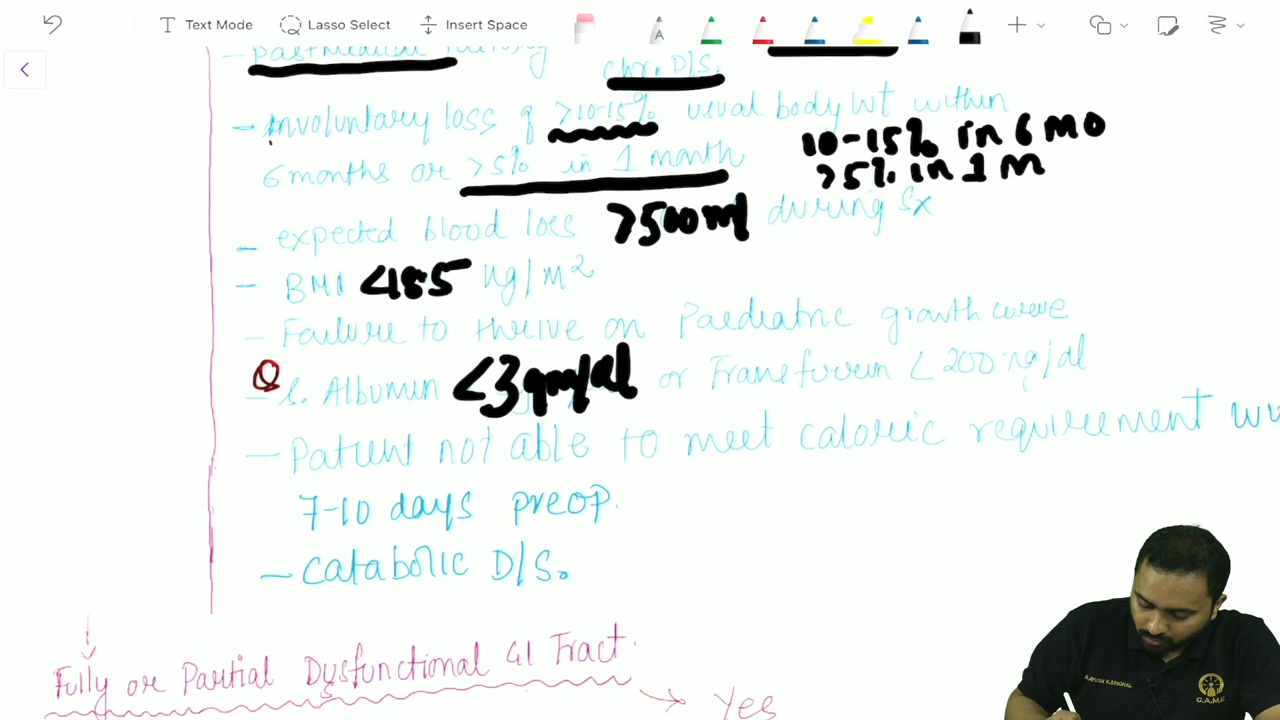 Text Mode Lasso Select Insert Space
- Past Medical History
chr. D/S.
- Involuntary loss of >10-15% usual body wt within
6 months or >5% in 1 month
10-15% in 6 mo
>5% in 1 M
- expected blood loss >500ml during Sx
- BMI <18.5 kg/m²
- Failure to thrive on Paediatric growth curve
Q
- S. Albumin <3gm/dl or Transferrin < 200 mg/dl
- Patient not able to meet caloric requirement
7-10 days preop.
- Catabolic D/S.
Fully or Partial Dysfunctional GI Tract.
Yes
G.A.M.E